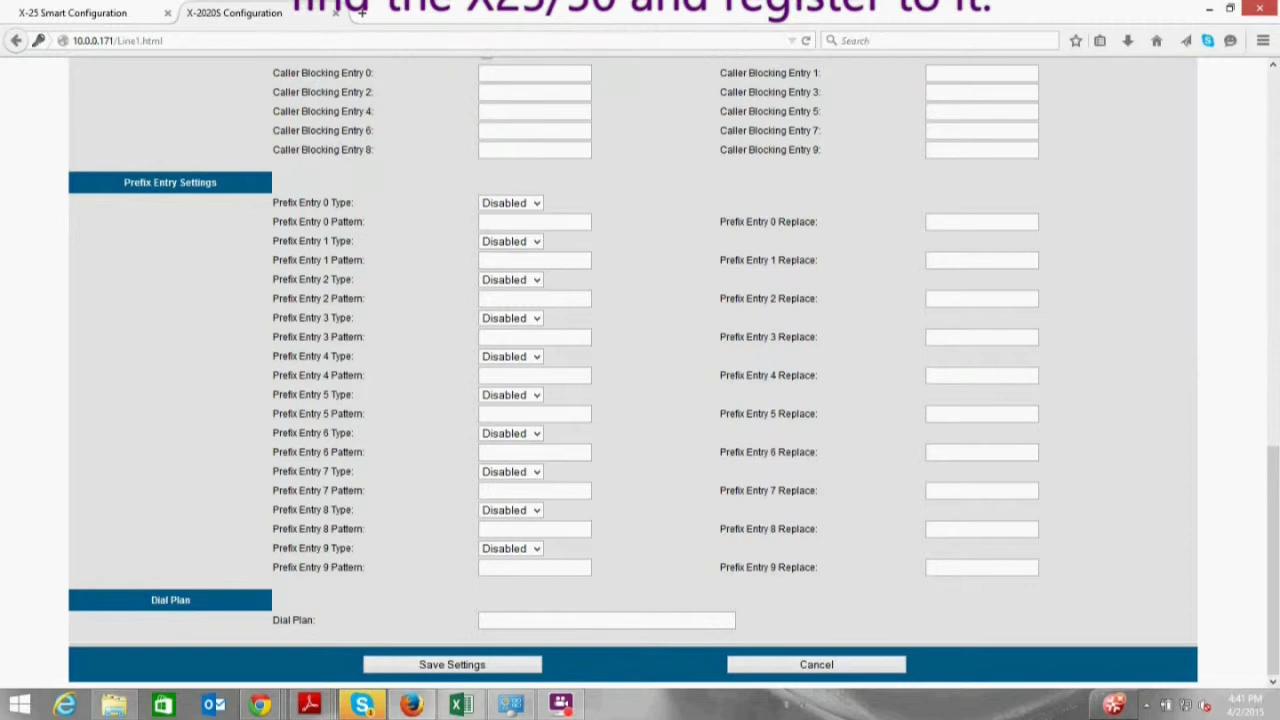 find the X25/50 and register to it.
X-25 Smart Configuration
X-2020S Configuration
10.0.0.171/Line1.html
Search
Caller Blocking Entry 0:
Caller Blocking Entry 1:
Caller Blocking Entry 2:
Caller Blocking Entry 3:
Caller Blocking Entry 4:
Caller Blocking Entry 5:
Caller Blocking Entry 6:
Caller Blocking Entry 7:
Caller Blocking Entry 8:
Caller Blocking Entry 9:
Prefix Entry Settings
Prefix Entry 0 Type: Disabled
Prefix Entry 0 Pattern:
Prefix Entry 0 Replace:
Prefix Entry 1 Type: Disabled
Prefix Entry 1 Pattern:
Prefix Entry 1 Replace:
Prefix Entry 2 Type: Disabled
Prefix Entry 2 Pattern:
Prefix Entry 2 Replace:
Prefix Entry 3 Type: Disabled
Prefix Entry 3 Pattern:
Prefix Entry 3 Replace:
Prefix Entry 4 Type: Disabled
Prefix Entry 4 Pattern:
Prefix Entry 4 Replace:
Prefix Entry 5 Type: Disabled
Prefix Entry 5 Pattern:
Prefix Entry 5 Replace:
Prefix Entry 6 Type: Disabled
Prefix Entry 6 Pattern:
Prefix Entry 6 Replace:
Prefix Entry 7 Type: Disabled
Prefix Entry 7 Pattern:
Prefix Entry 7 Replace:
Prefix Entry 8 Type: Disabled
Prefix Entry 8 Pattern:
Prefix Entry 8 Replace:
Prefix Entry 9 Type: Disabled
Prefix Entry 9 Pattern:
Prefix Entry 9 Replace:
Dial Plan
Dial Plan:
Save Settings
Cancel
4:41 PM
4/2/2015